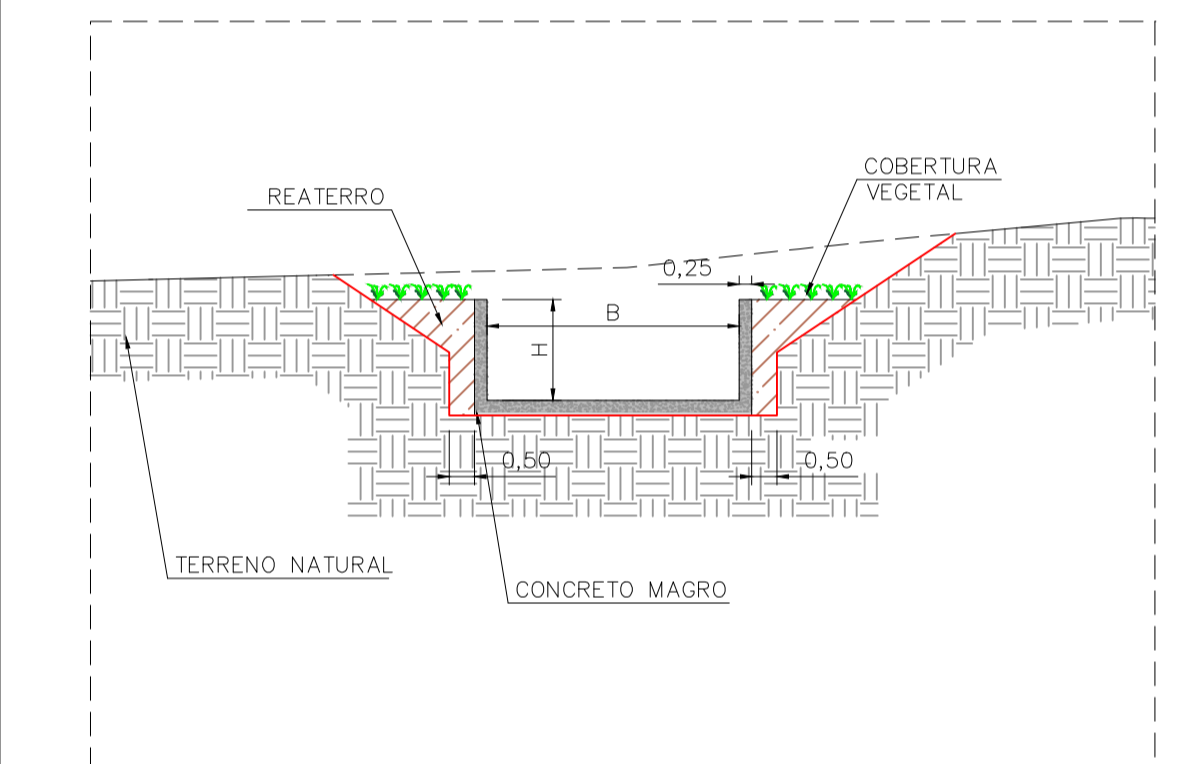 COBERTURA
VEGETAL
REATERRO
0,25
B
H
0,50
0,50
TERRENO NATURAL
CONCRETO MAGRO